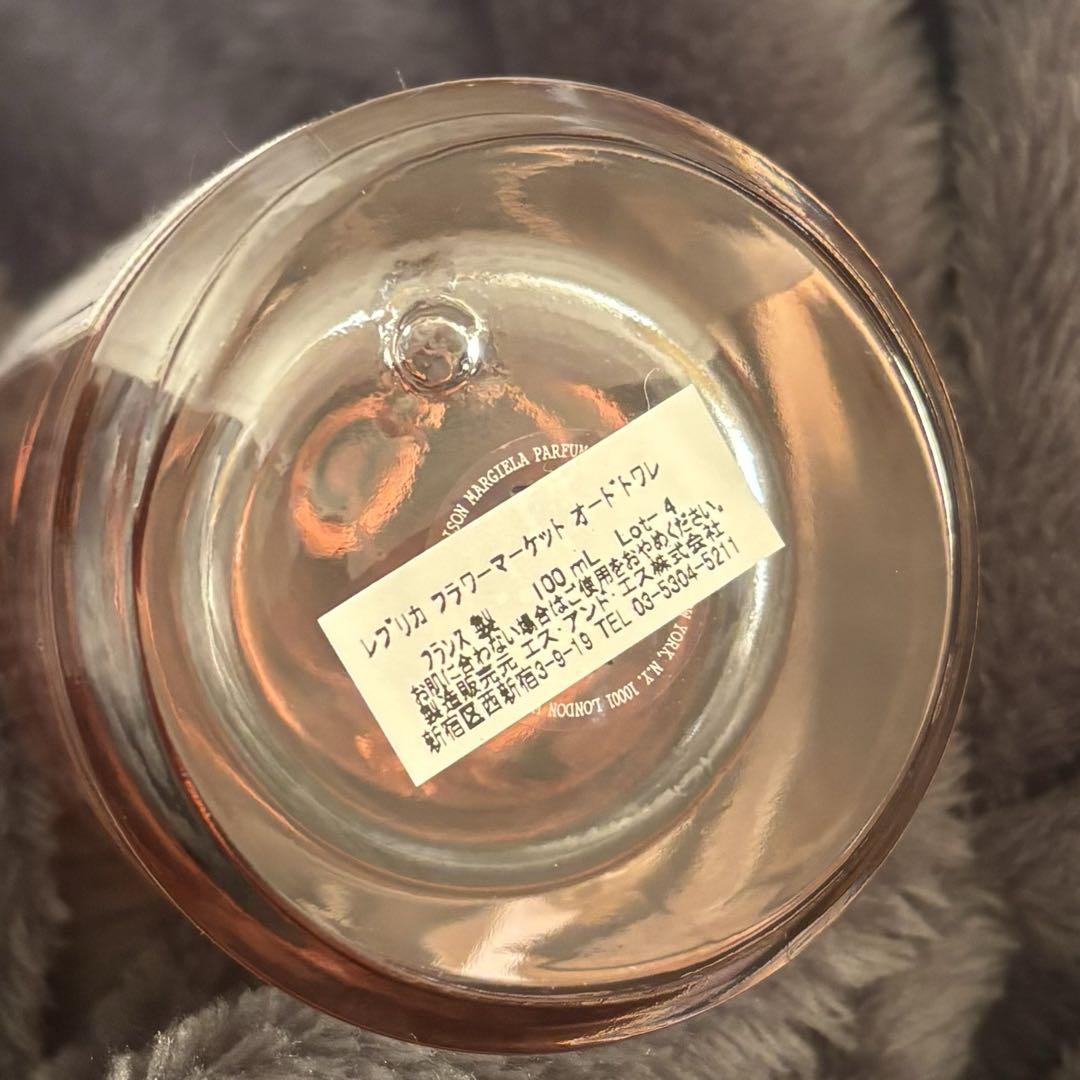 レプリカ フラワーマーケット オードトワレ
フランス製 100mL Lot-4
お肌に合わない場合はご使用をおやめください。
製造販売元 エス・アンド・エス株式会社
新宿区西新宿3-9-19 TEL 03-5304-5211
MARGIELA PARFUM
YORK, N.Y. 10001 LONDON